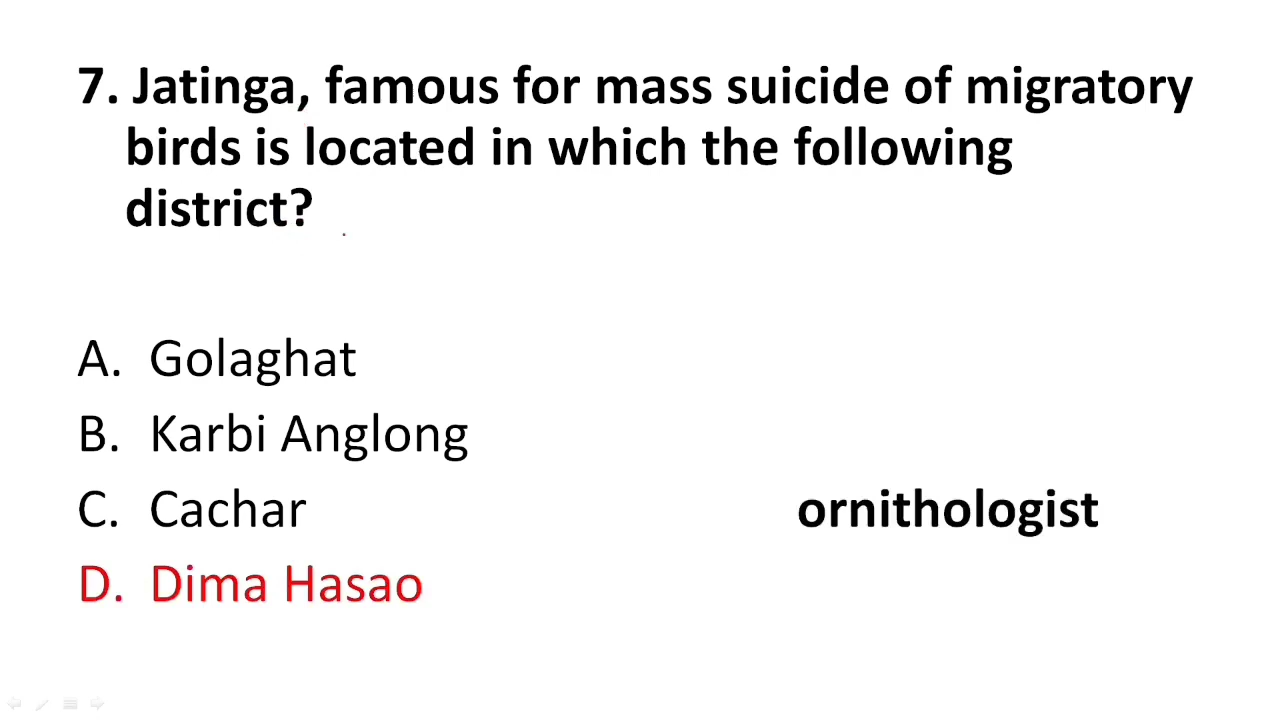 7. Jatinga, famous for mass suicide of migratory
birds is located in which the following
district?
A. Golaghat
B. Karbi Anglong
C. Cachar
ornithologist
D. Dima Hasao